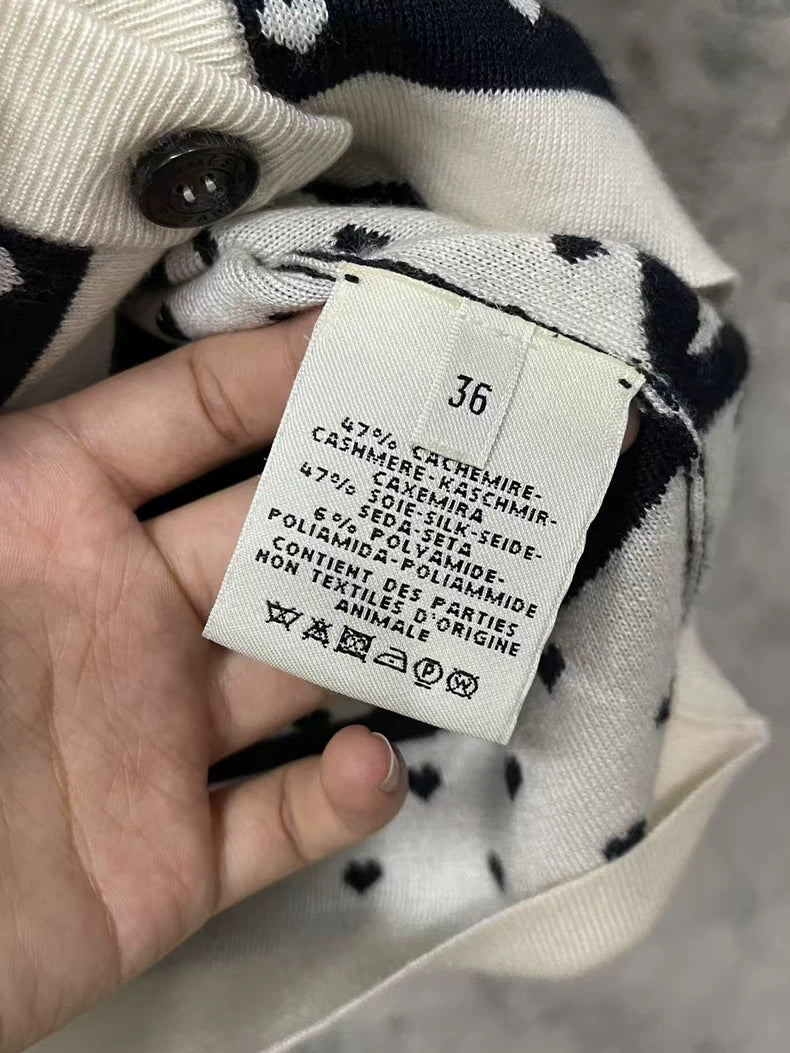 36
47% CACHEMIRE-
CASHMERE-KASCHMIR-
CAXEMIRA
47% SOIE-SILK-SEIDE-
SEDA-SETA
6% POLYAMIDE-
POLIAMIDA-POLIAMMIDE
CONTIENT DES PARTIES
NON TEXTILES D'ORIGINE
ANIMALE
P
W